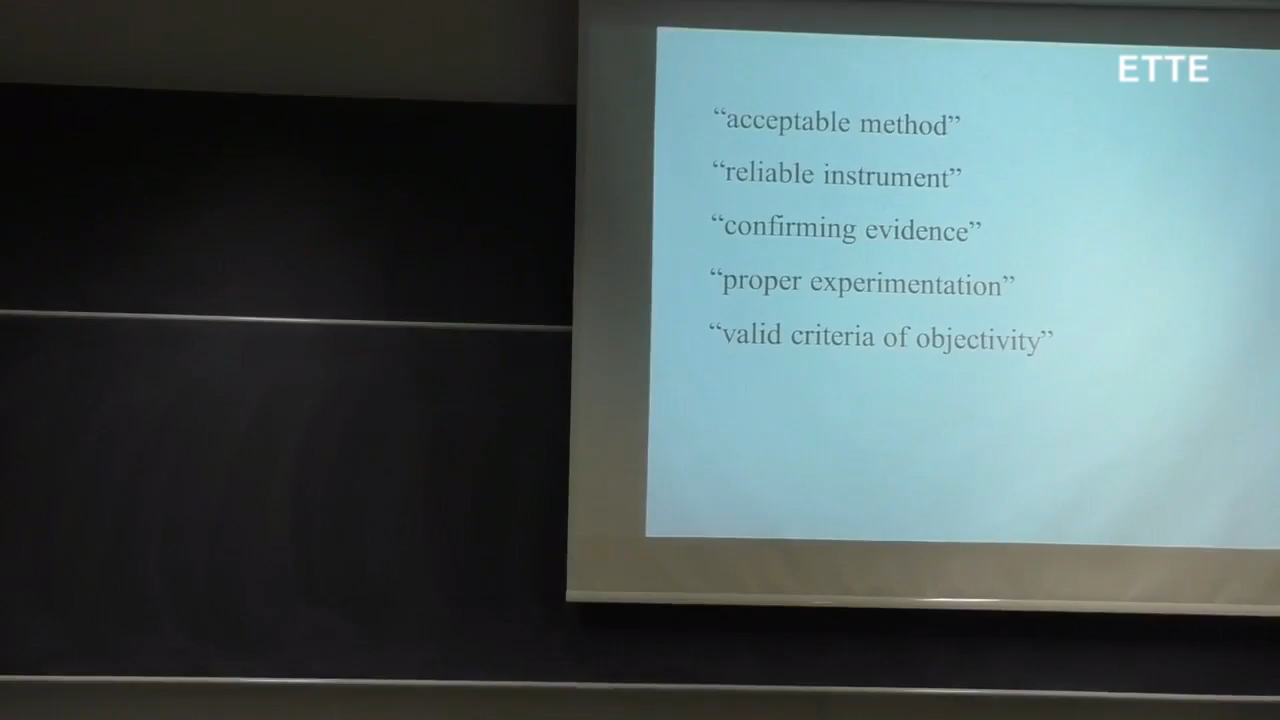 ETTE
“acceptable method”
“reliable instrument”
“confirming evidence”
“proper experimentation”
“valid criteria of objectivity”